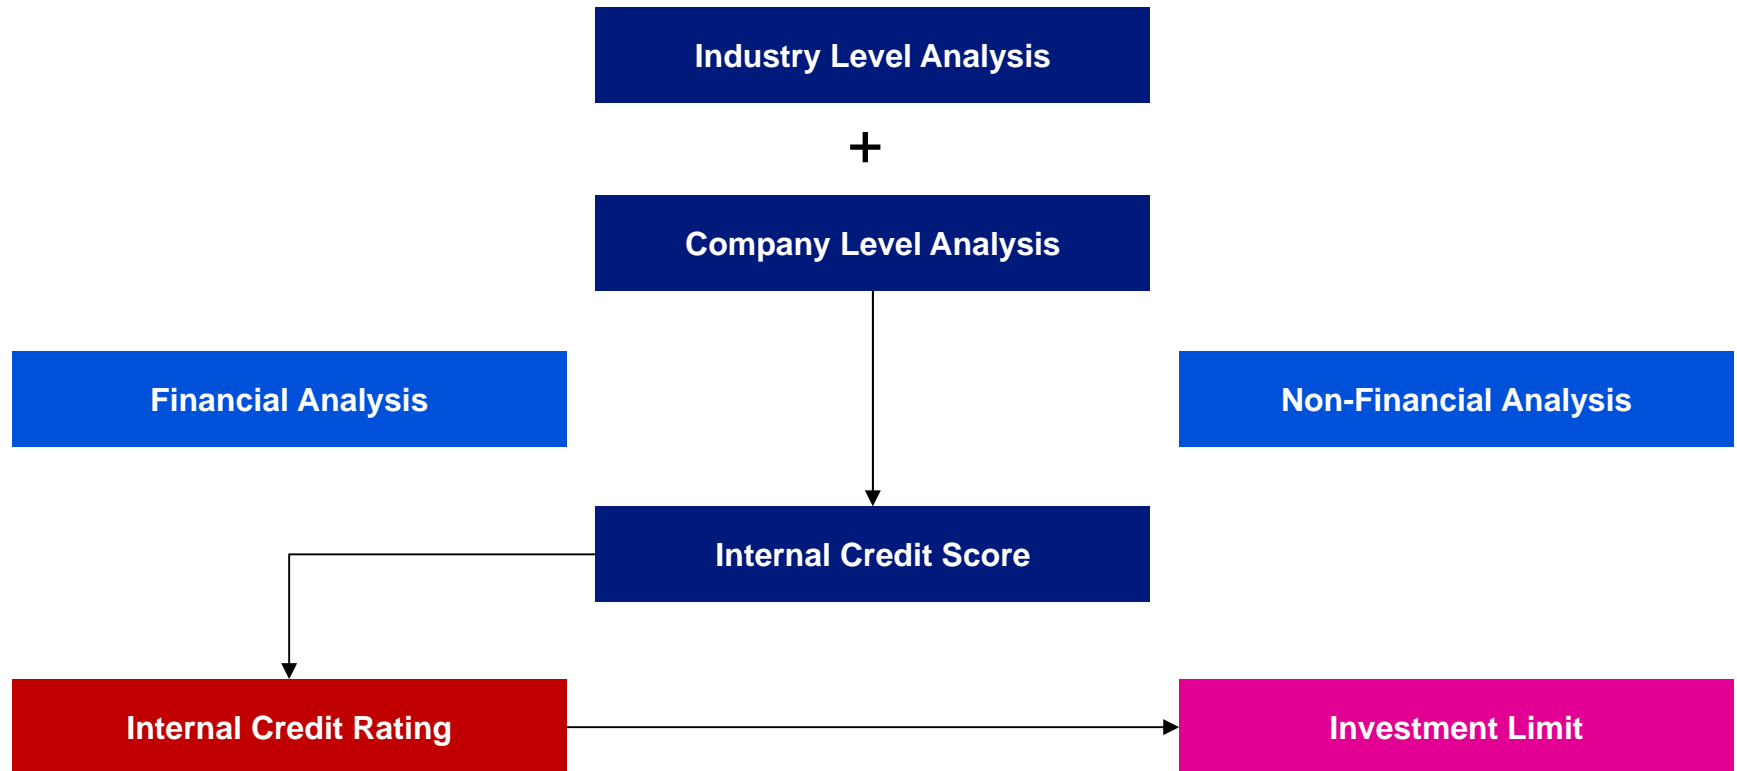 Industry Level Analysis
+
Company Level Analysis
Financial Analysis
Non-Financial Analysis
Internal Credit Score
Internal Credit Rating
Investment Limit